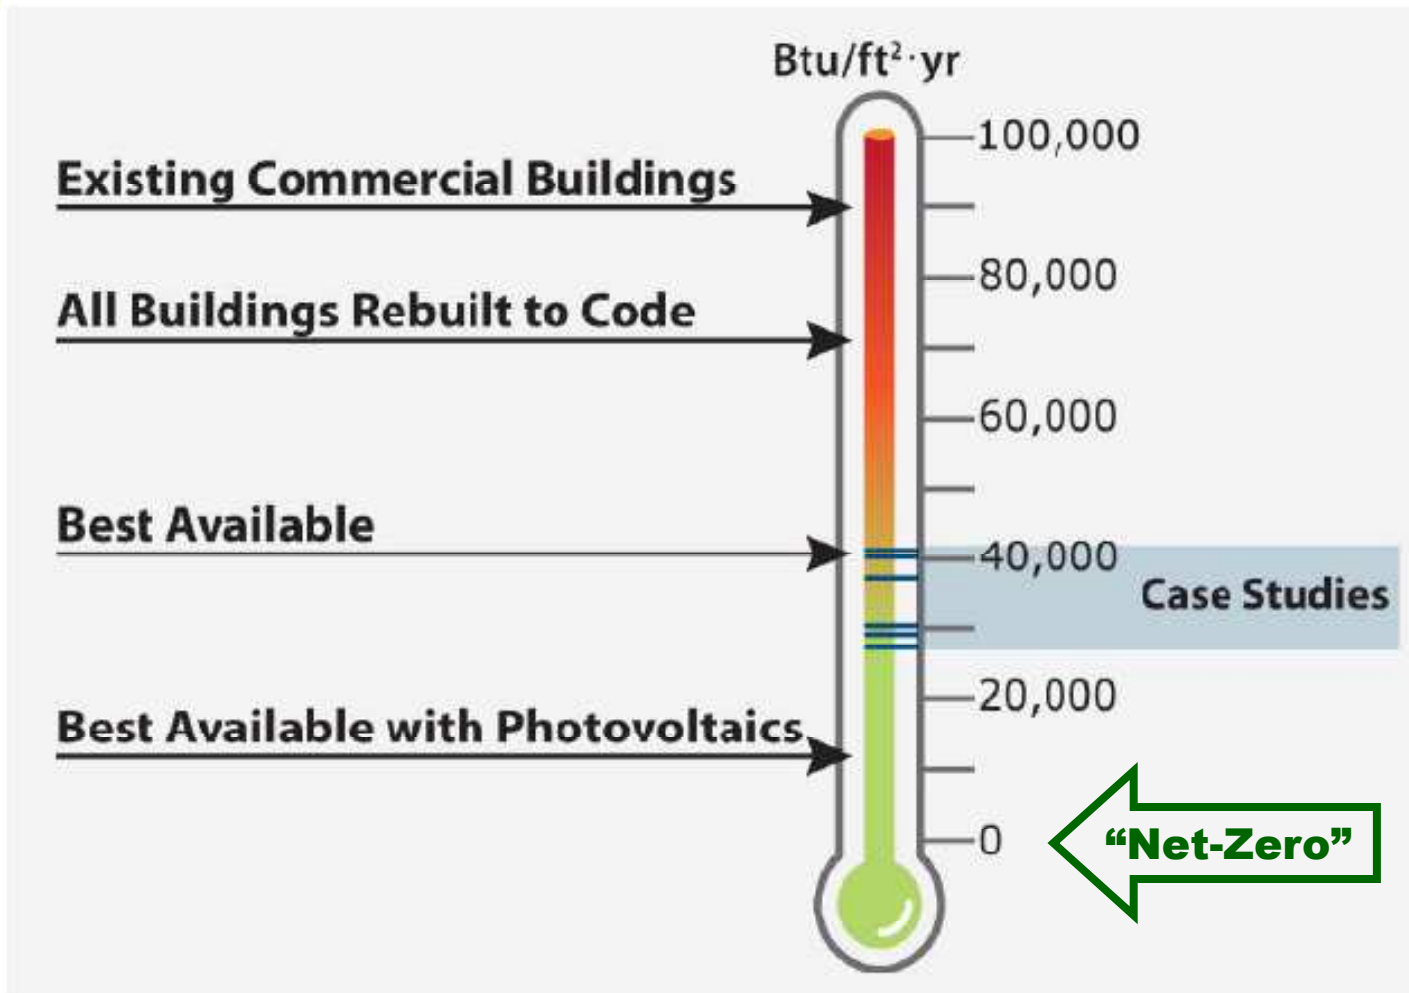 Btu/ft²·yr
100,000
Existing Commercial Buildings
80,000
All Buildings Rebuilt to Code
60,000
Best Available
40,000
Case Studies
20,000
Best Available with Photovoltaics
0
“Net-Zero”